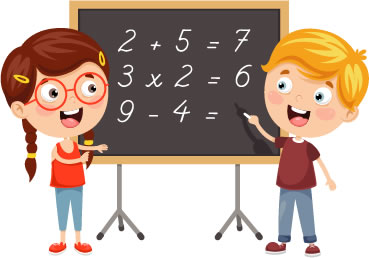 2 + 5 = 7
3 x 2 = 6
9 - 4 =